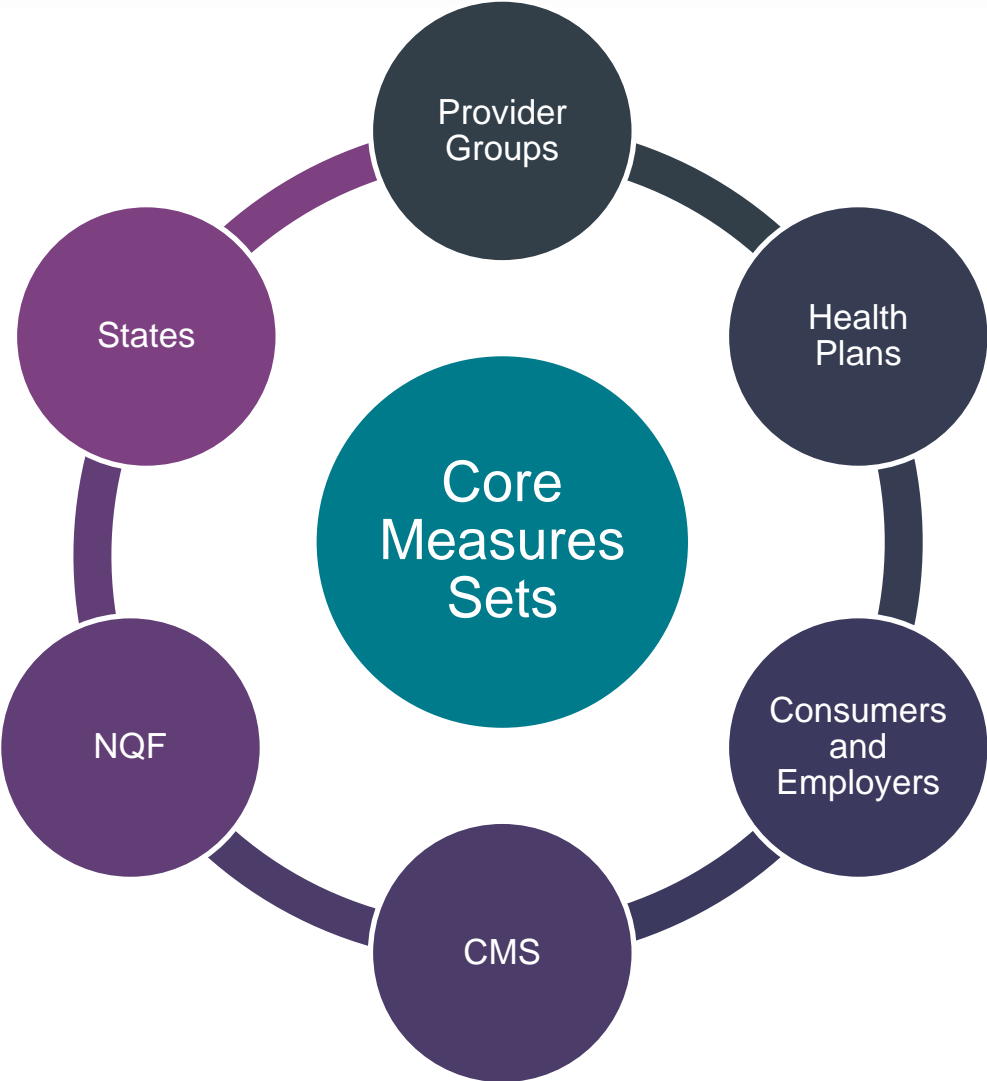 Provider
Groups
Health
Plans
States
Core
Measures
Sets
Consumers
and
Employers
NQF
CMS